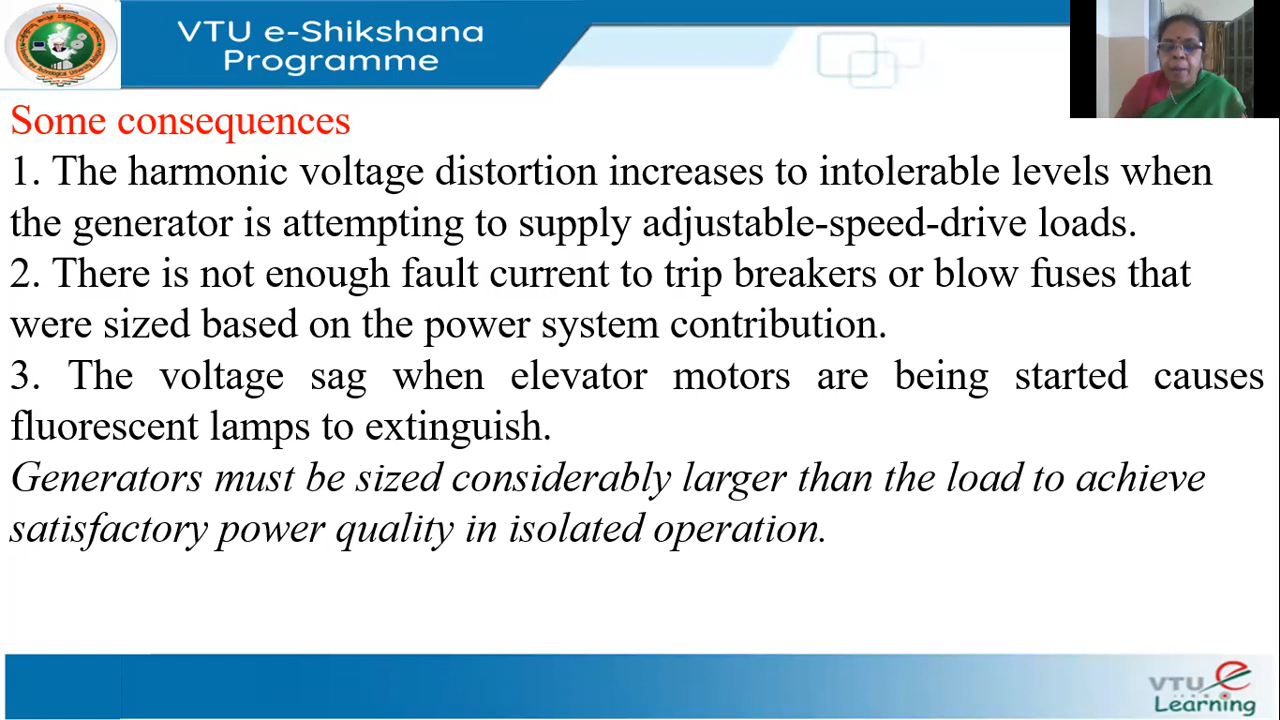 VTU e-Shikshana
Programme
Some consequences
1. The harmonic voltage distortion increases to intolerable levels when
the generator is attempting to supply adjustable-speed-drive loads.
2. There is not enough fault current to trip breakers or blow fuses that
were sized based on the power system contribution.
3. The voltage sag when elevator motors are being started causes
fluorescent lamps to extinguish.
Generators must be sized considerably larger than the load to achieve
satisfactory power quality in isolated operation.
VTU e
Learning